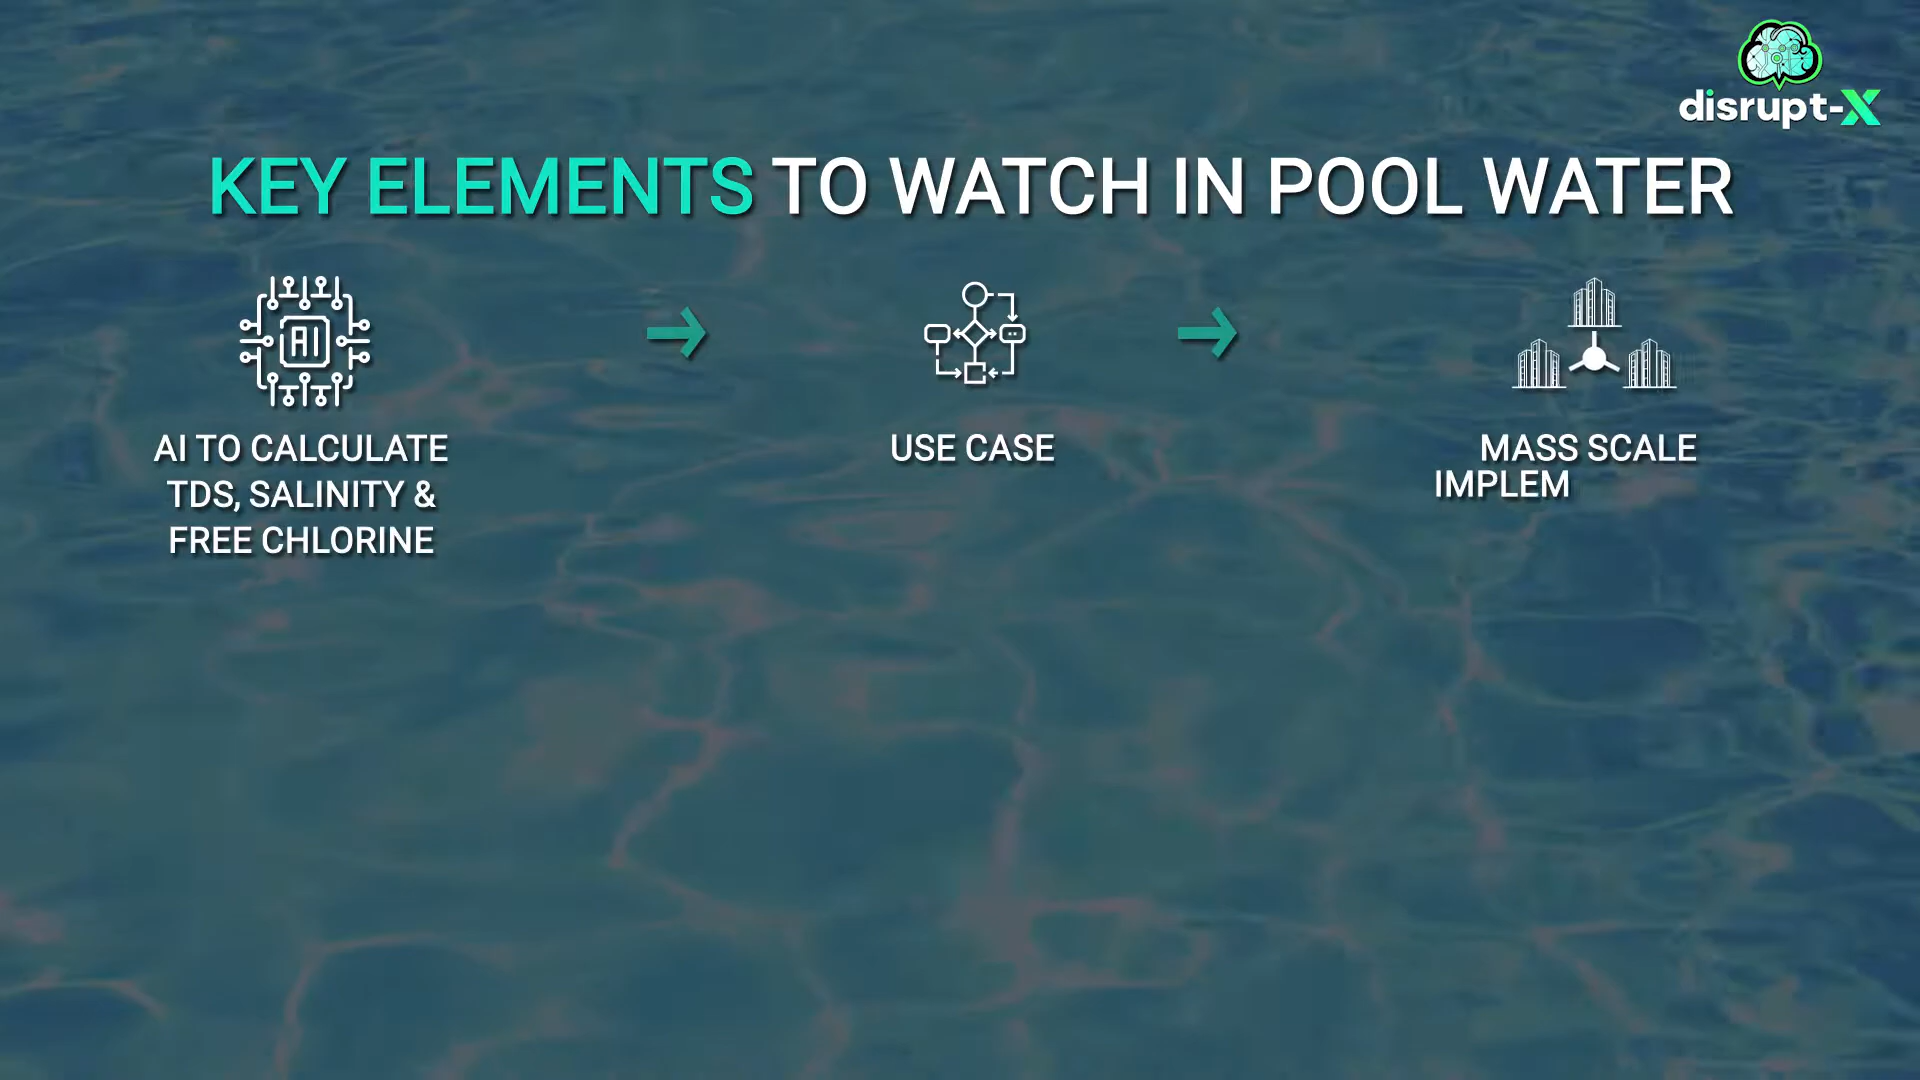 disrupt-X
KEY ELEMENTS TO WATCH IN POOL WATER
AI
AI TO CALCULATE
TDS, SALINITY &
FREE CHLORINE
USE CASE
MASS SCALE
IMPLEM